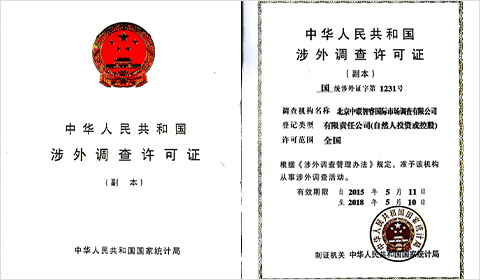 中华人民共和国
涉外调查许可证
(副本)
中华人民共和国国家统计局
中华人民共和国
涉外调查许可证
(副本)
国 统涉外证字第 1231号
调查机构名称 北京中联智睿国际市场调查有限公司
登记类型 有限责任公司(自然人投资或控股)
许可范围 全国
根据《涉外调查管理办法》规定，准予该机构
从事涉外调查活动。
有效期限 自 2015 年 5 月 11 日
至 2018 年 5 月 10 日
制证机关 中华人民共和国国家统计局